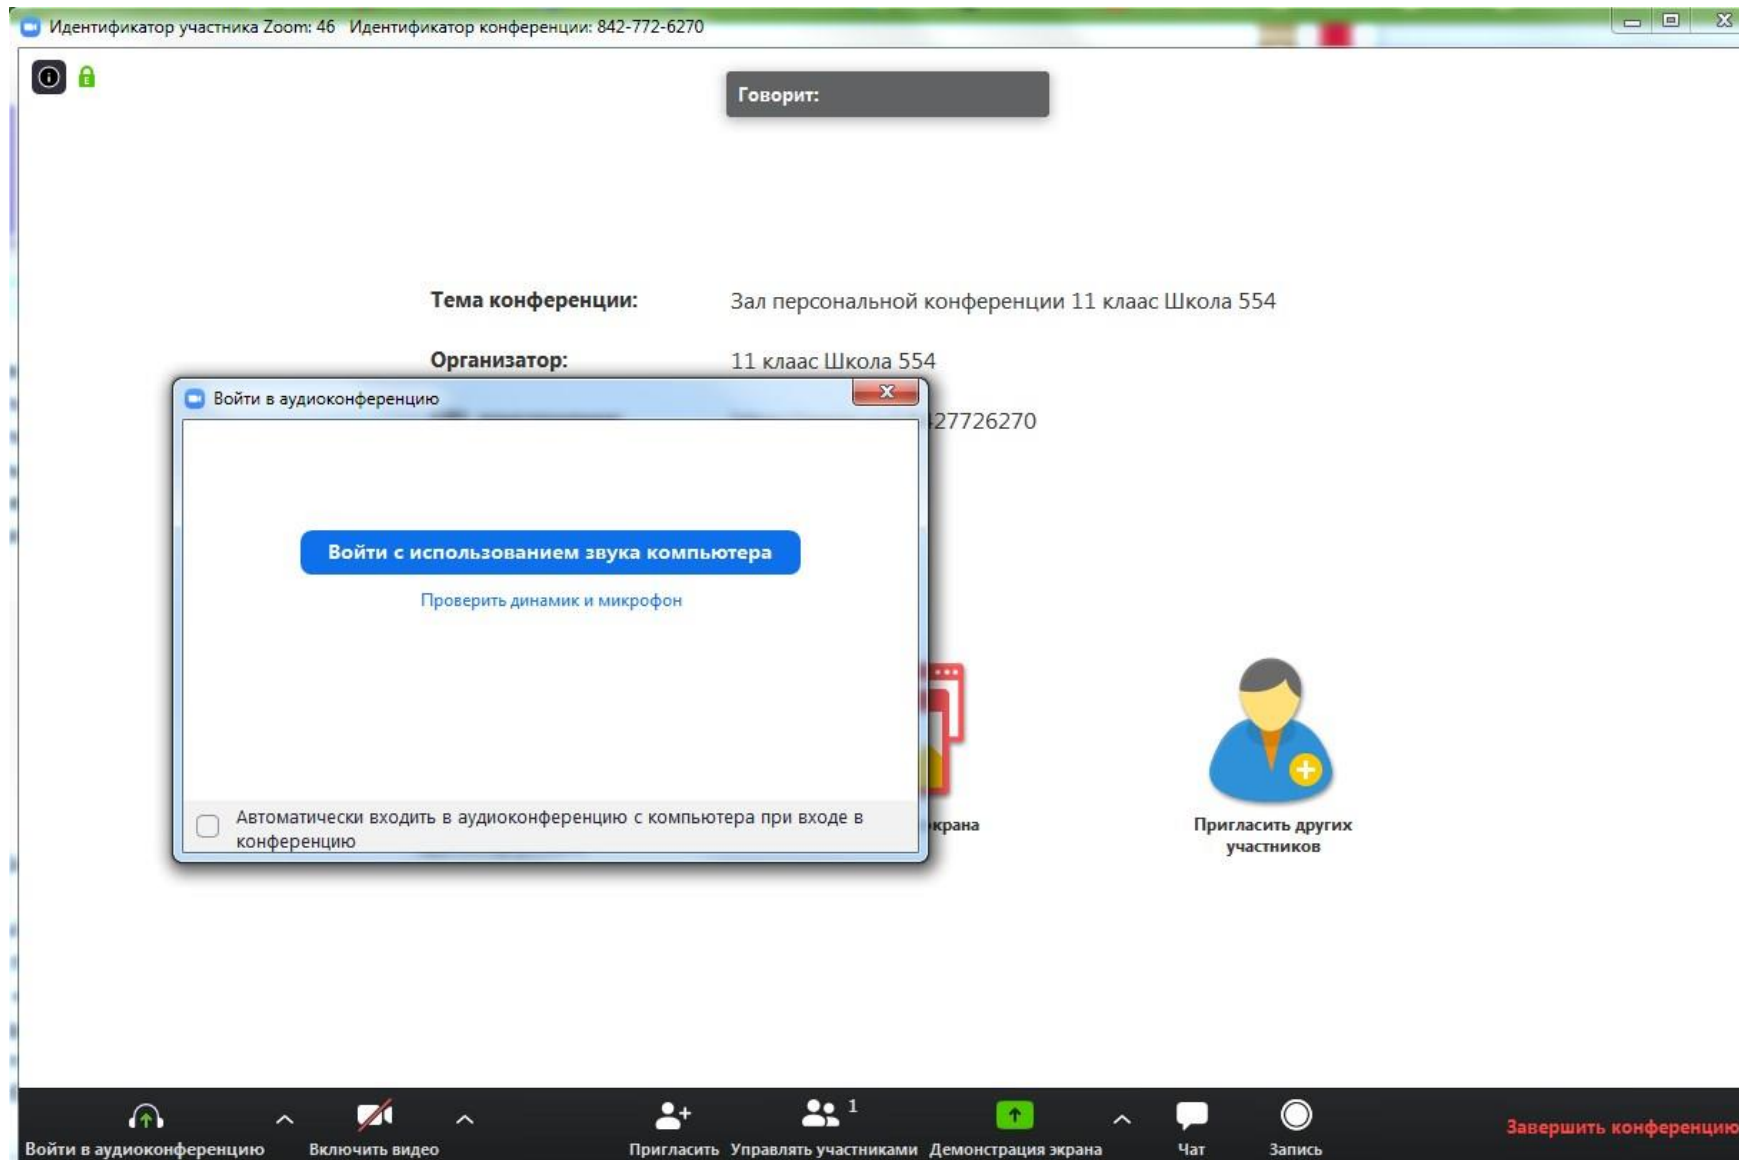 Идентификатор участника Zoom: 46 Идентификатор конференции: 842-772-6270
Говорит:
Тема конференции: Зал персональной конференции 11 клаас Школа 554
Организатор: 11 клаас Школа 554
27726270
Войти в аудиоконференцию
Войти с использованием звука компьютера
Проверить динамик и микрофон
Автоматически входить в аудиоконференцию с компьютера при входе в
конференцию
крана
Пригласить других
участников
1
Войти в аудиоконференцию Включить видео Пригласить Управлять участниками Демонстрация экрана Чат Запись Завершить конференцию